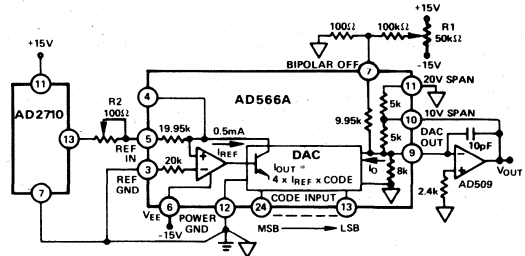 +15V
100Ω
100kΩ
R1
50kΩ
-15V
+15V
BIPOLAR OFF
7
11
20V SPAN
11
4
AD566A
9.95k
5k
10
10V SPAN
AD2710
R2
100Ω
13
5
19.95k
0.5mA
5k
DAC
OUT
10pF
REF
IN
IREF
DAC
IOUT =
4 × IREF × CODE
IO
9
VOUT
REF
GND
3
20k
8k
AD509
2.4k
7
6
VEE
-15V
POWER
GND
12
CODE INPUT
24
13
MSB
LSB